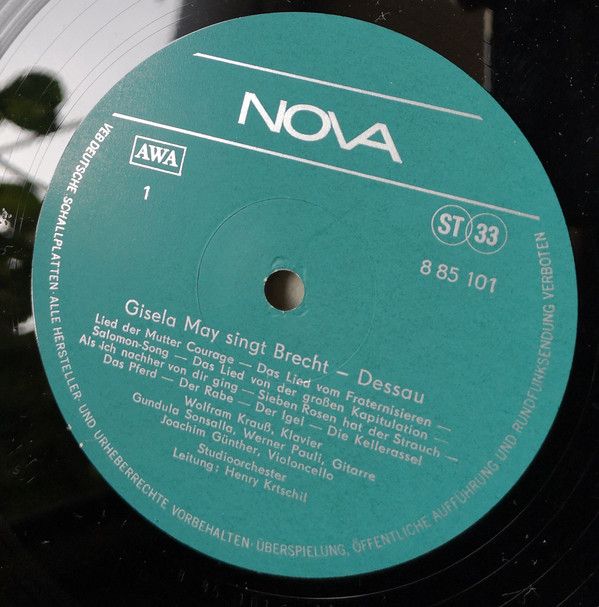 NOVA
AWA
1
ST 33
8 85 101
Gisela May singt Brecht – Dessau
Lied der Mutter Courage – Das Lied vom Fraternisieren –
Salomon-Song – Das Lied von der großen Kapitulation –
Als ich nachher von dir ging – Sieben Rosen hat der Strauch –
Das Pferd – Der Rabe – Der Igel – Die Kellerassel
Wolfram Krauß, Klavier
Gundula Sonsalla, Werner Pauli, Gitarre
Joachim Günther, Violoncello
Studioorchester
Leitung: Henry Krtschil
VEB DEUTSCHE SCHALLPLATTEN · ALLE HERSTELLER- UND URHEBERRECHTE VORBEHALTEN · ÜBERSPIELUNG, ÖFFENTLICHE AUFFÜHRUNG UND RUNDFUNKSENDUNG VERBOTEN